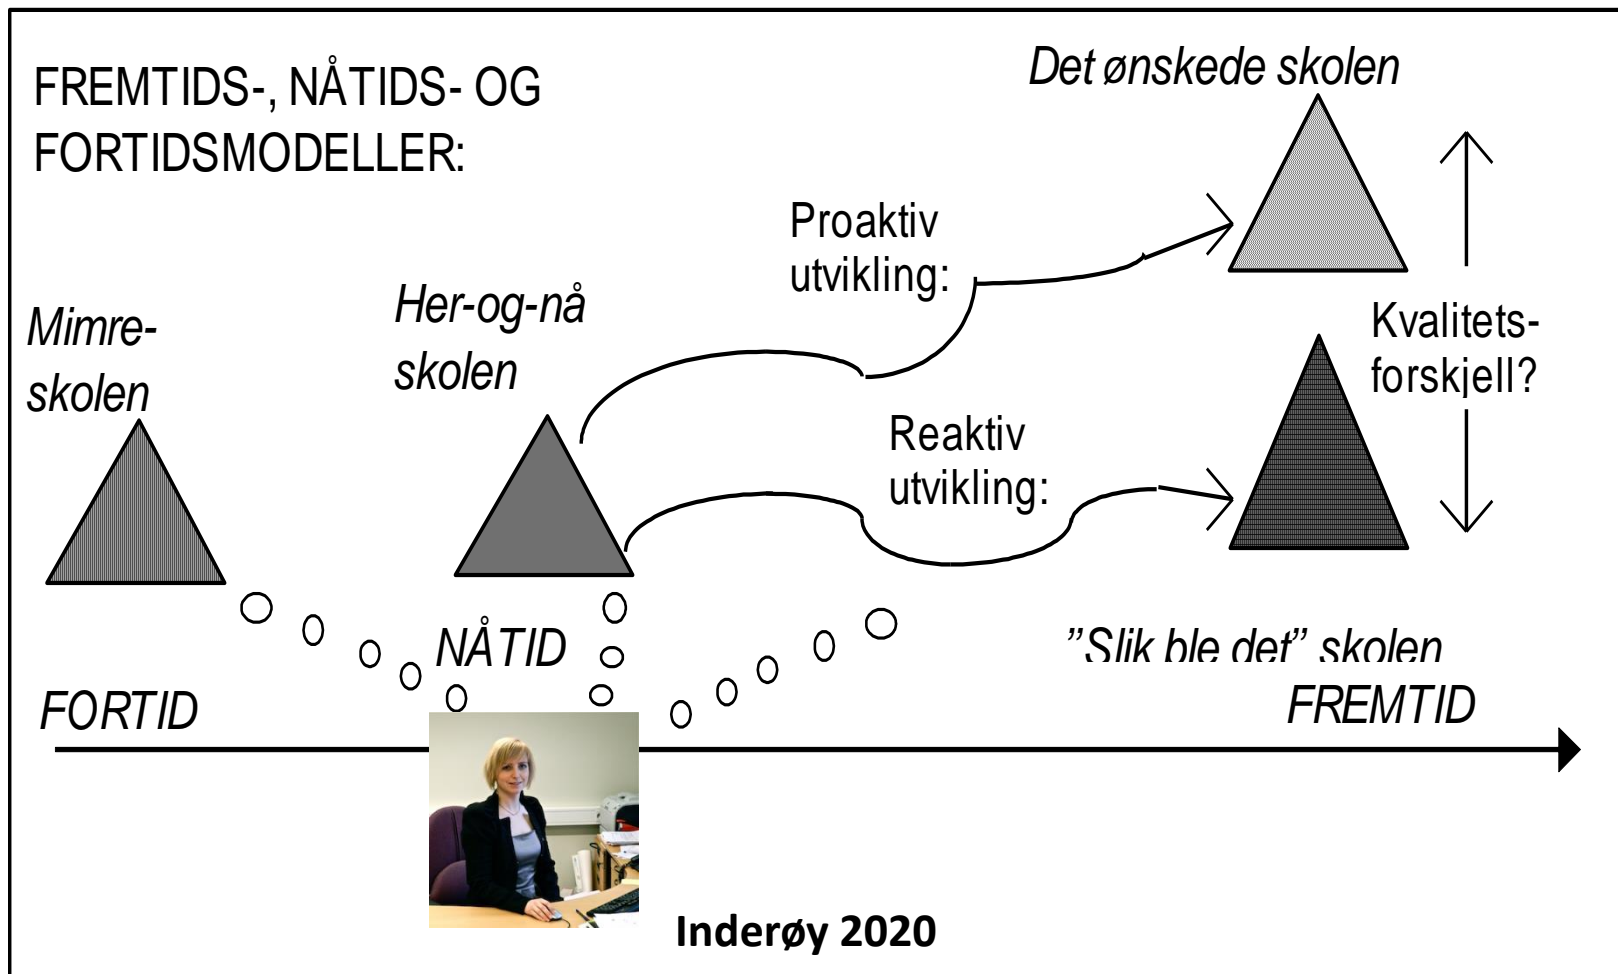 FREMTIDS-, NÅTIDS- OG
FORTIDSMODELLER:
Det ønskede skolen
Proaktiv
utvikling:
Mimre-
skolen
Her-og-nå
skolen
Kvalitets-
forskjell?
Reaktiv
utvikling:
NÅTID
”Slik ble det” skolen
FORTID
FREMTID
Inderøy 2020